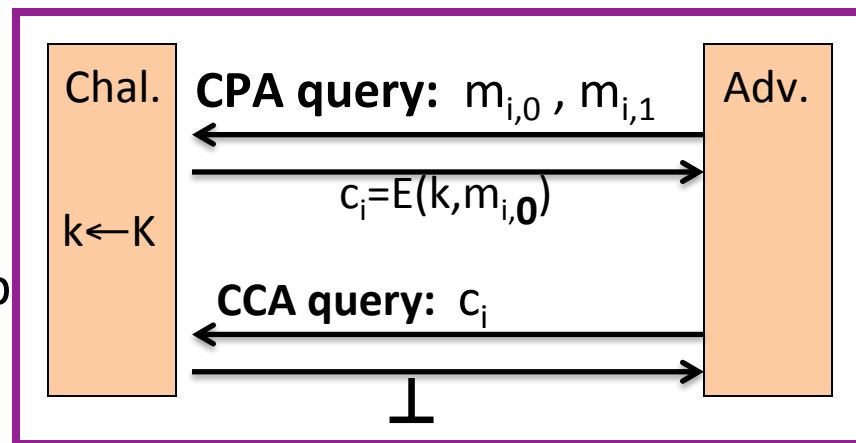 Chal.
CPA query: m_{i,0} , m_{i,1}
Adv.
c_i=E(k,m_{i,0})
k←K
CCA query: c_i
⊥